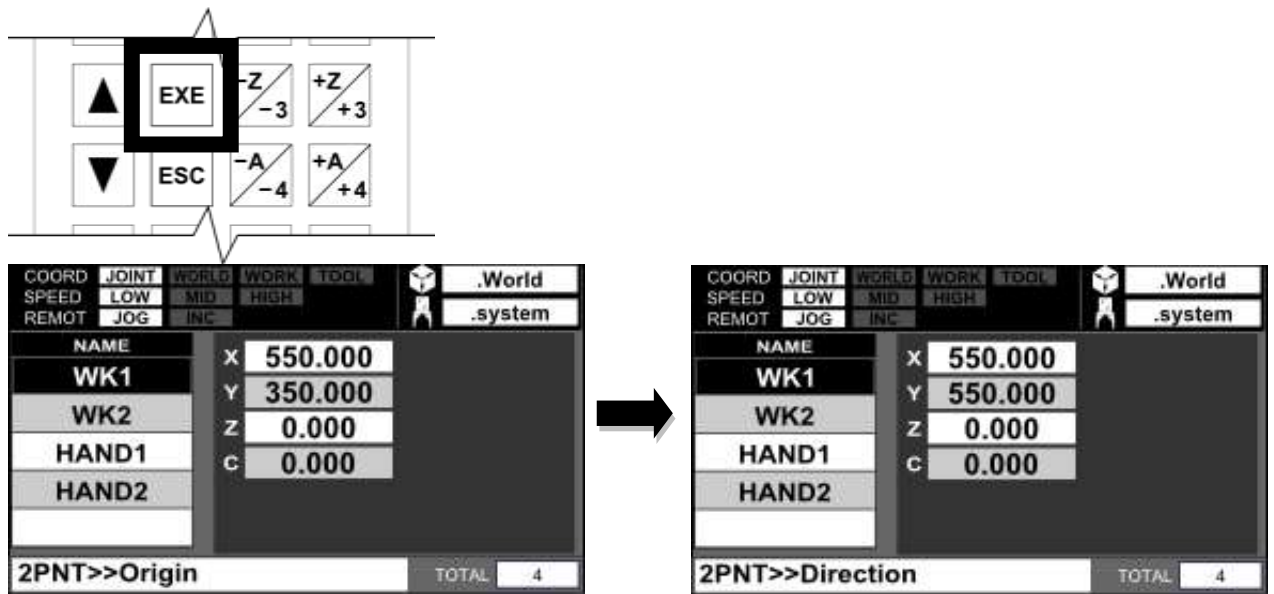 EXE
-Z
-3
+Z
+3
ESC
-A
-4
+A
+4
COORD JOINT WORLD WORK TOOL .World
SPEED LOW MID HIGH .system
REMOT JOG INC
NAME
WK1
WK2
HAND1
HAND2
X 550.000
Y 350.000
Z 0.000
C 0.000
2PNT>>Origin TOTAL 4
COORD JOINT WORLD WORK TOOL .World
SPEED LOW MID HIGH .system
REMOT JOG INC
NAME
WK1
WK2
HAND1
HAND2
X 550.000
Y 550.000
Z 0.000
C 0.000
2PNT>>Direction TOTAL 4